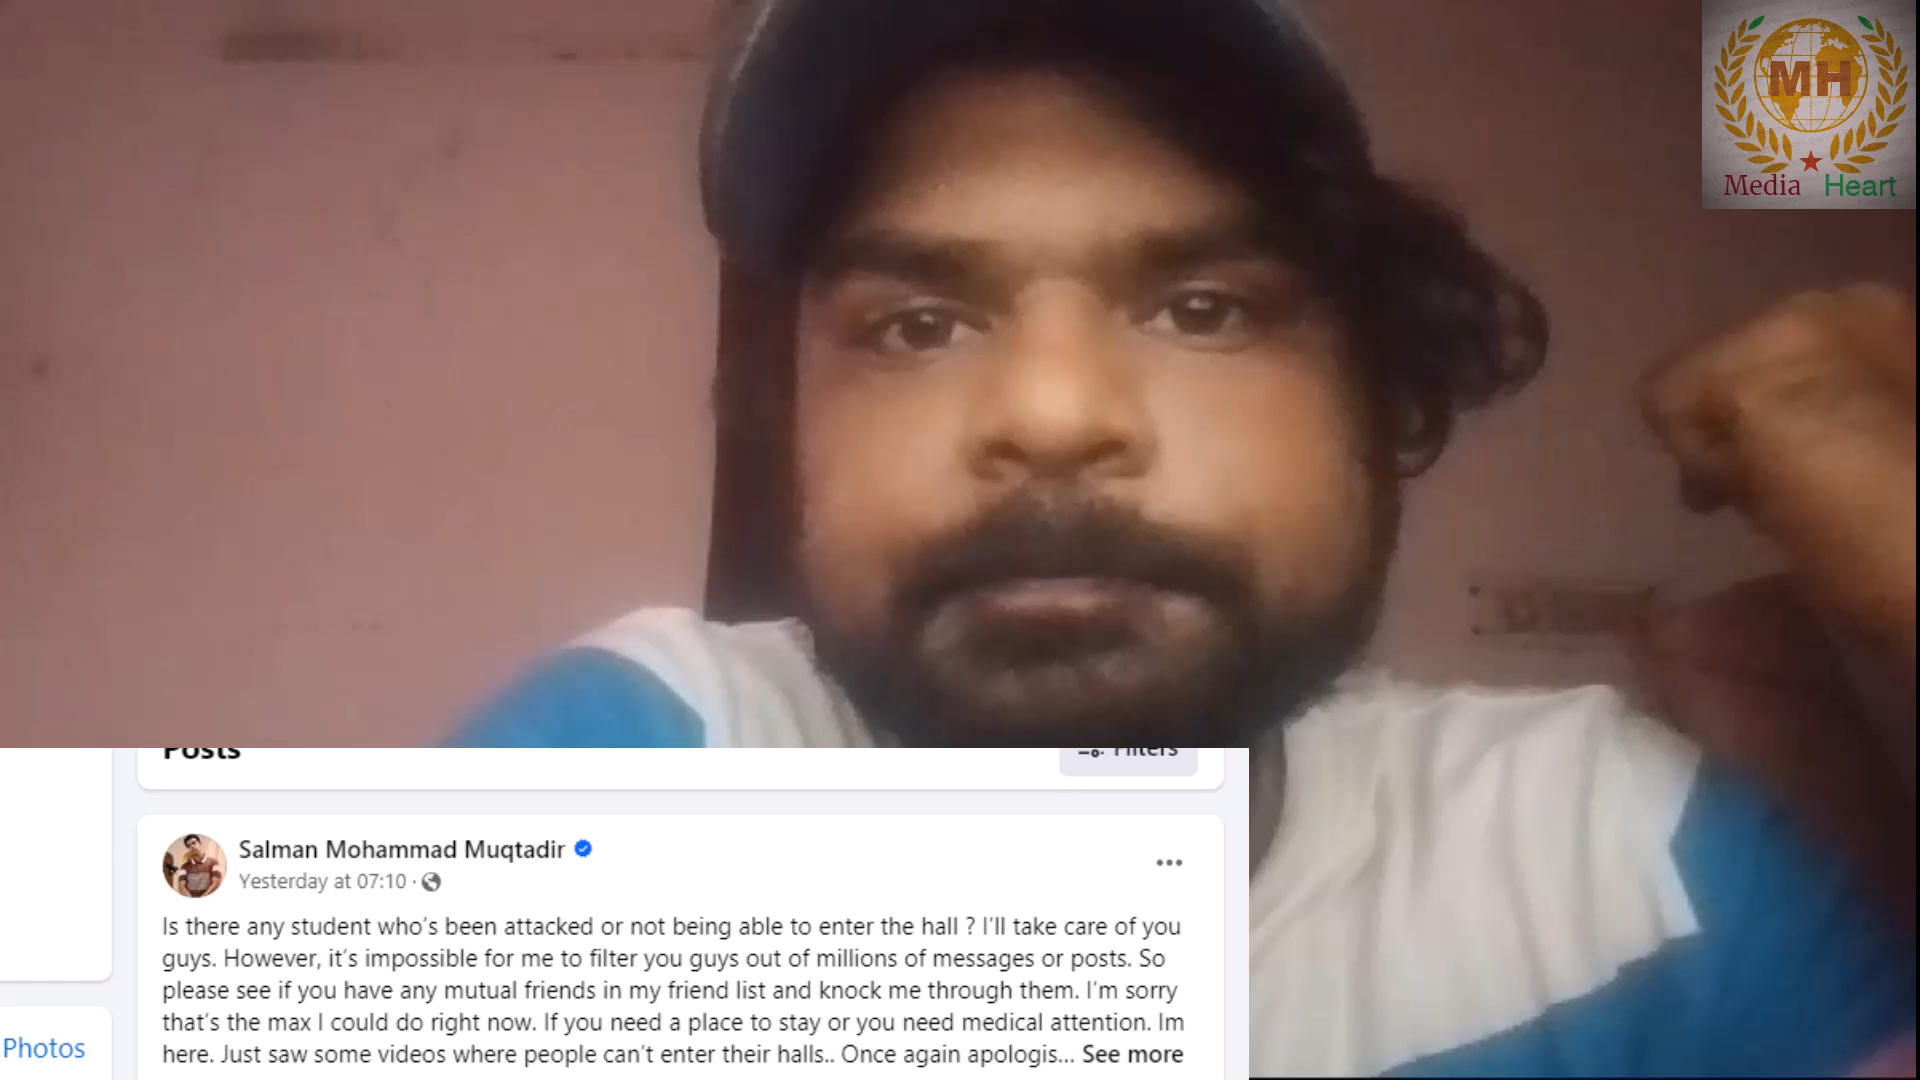 MH
Media Heart
Posts
Filters
Salman Mohammad Muqtadir
Yesterday at 07:10 ·
Is there any student who's been attacked or not being able to enter the hall ? I'll take care of you
guys. However, it's impossible for me to filter you guys out of millions of messages or posts. So
please see if you have any mutual friends in my friend list and knock me through them. I'm sorry
that's the max I could do right now. If you need a place to stay or you need medical attention. Im
here. Just saw some videos where people can't enter their halls.. Once again apologis... See more
Photos